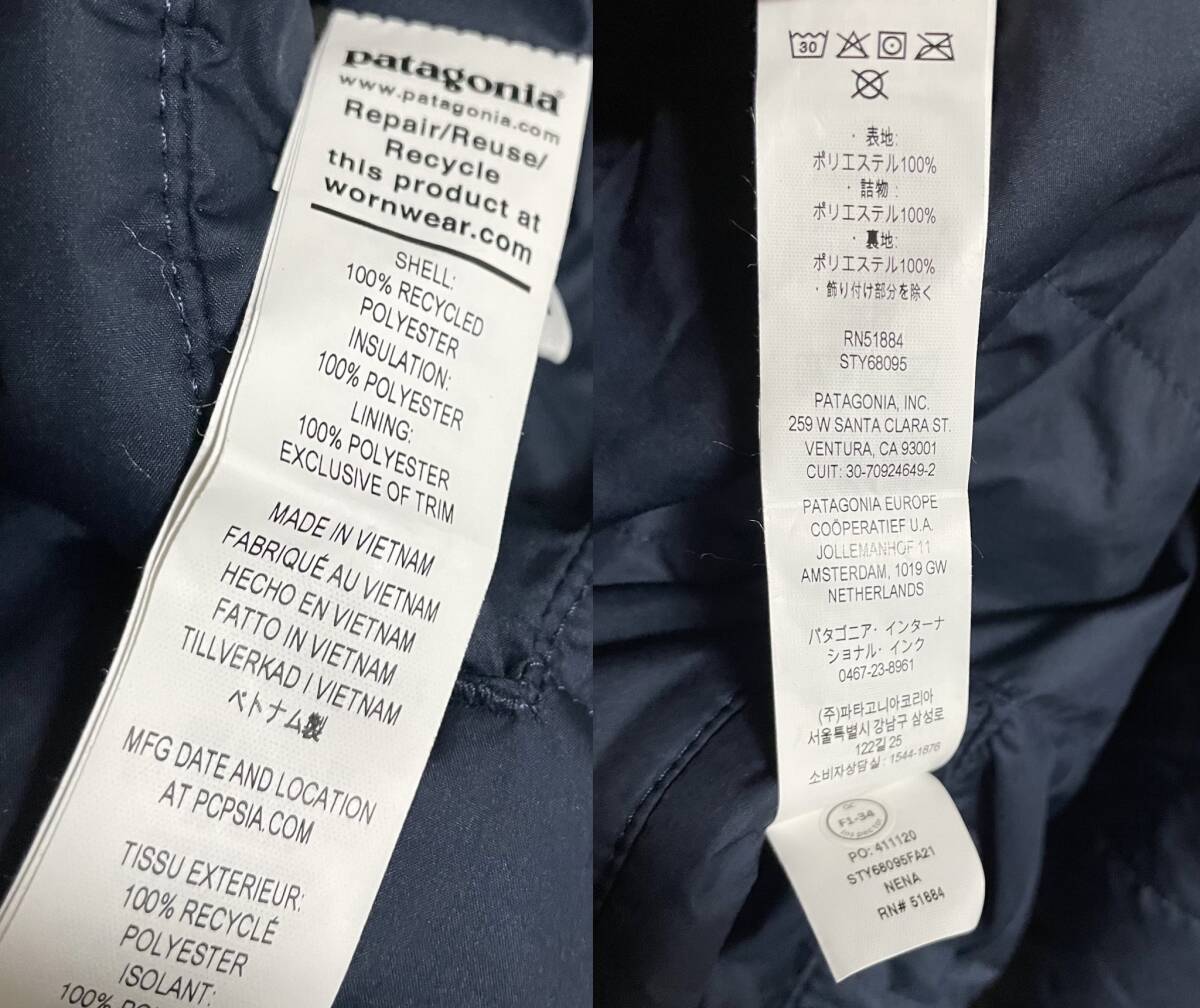 patagonia®
www.patagonia.com
Repair/Reuse/
Recycle
this product at
wornwear.com
SHELL:
100% RECYCLED
POLYESTER
INSULATION:
100% POLYESTER
LINING:
100% POLYESTER
EXCLUSIVE OF TRIM
MADE IN VIETNAM
FABRIQUÉ AU VIETNAM
HECHO EN VIETNAM
FATTO IN VIETNAM
TILLVERKAD I VIETNAM
ベトナム製
MFG DATE AND LOCATION
AT PCPSIA.COM
TISSU EXTERIEUR:
100% RECYCLÉ
POLYESTER
ISOLANT:
30
・表地:
ポリエステル100%
・詰物:
ポリエステル100%
・裏地:
ポリエステル100%
・飾り付け部分を除く
RN51884
STY68095
PATAGONIA, INC.
259 W SANTA CLARA ST.
VENTURA, CA 93001
CUIT: 30-70924649-2
PATAGONIA EUROPE
COÖPERATIEF U.A.
JOLLEMANHOF 11
AMSTERDAM, 1019 GW
NETHERLANDS
パタゴニア・インターナ
ショナル・インク
0467-23-8961
(주)파타고니아코리아
서울특별시 강남구 삼성로
122길 25
소비자상담실 : 1544-1876
F1-34
PO: 411120
STY68095FA21
NENA
RN# 51884